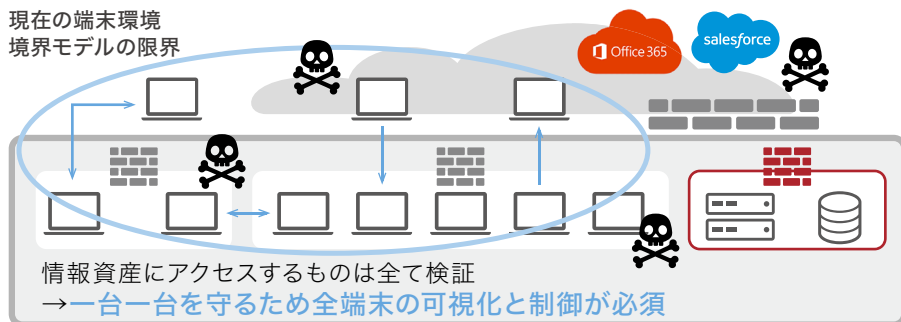 現在の端末環境
境界モデルの限界
Office 365
salesforce
情報資産にアクセスするものは全て検証
→一台一台を守るため全端末の可視化と制御が必須